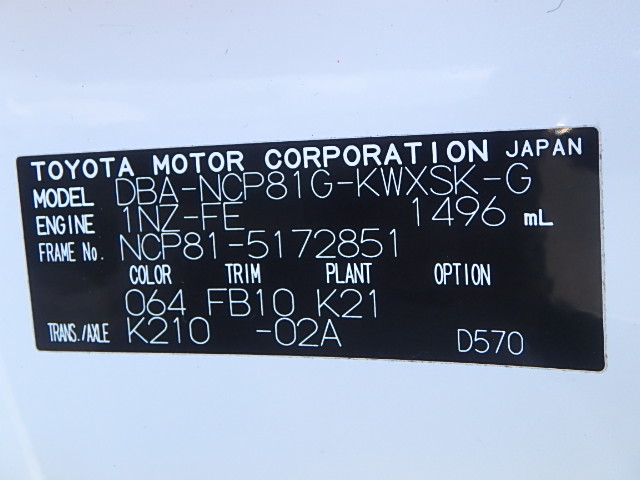 TOYOTA MOTOR CORPORATION JAPAN
MODEL DBA-NCP81G-KWXSK-G
ENGINE 1NZ-FE 1496 mL
FRAME No. NCP81-5172851
COLOR TRIM PLANT OPTION
064 FB10 K21
TRANS./AXLE K210 -02A D570